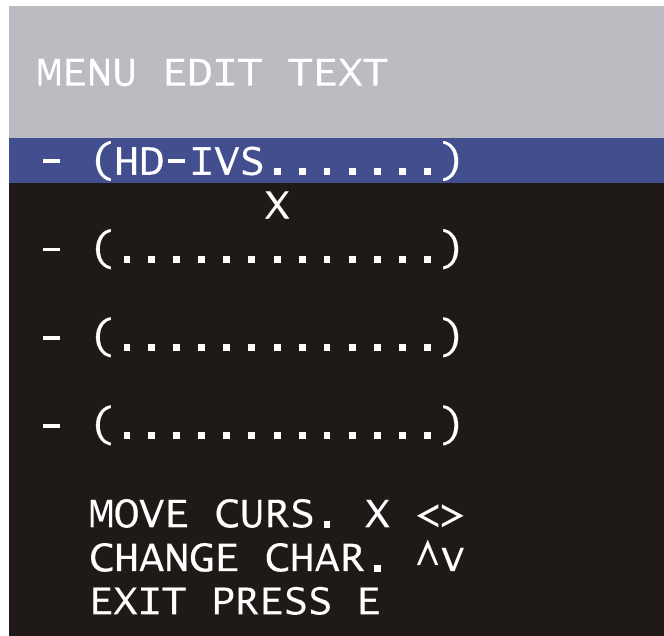 MENU EDIT TEXT
- (HD-IVS.......)
X
- (.............)
- (.............)
- (.............)
MOVE CURS. X <>
CHANGE CHAR. ^v
EXIT PRESS E